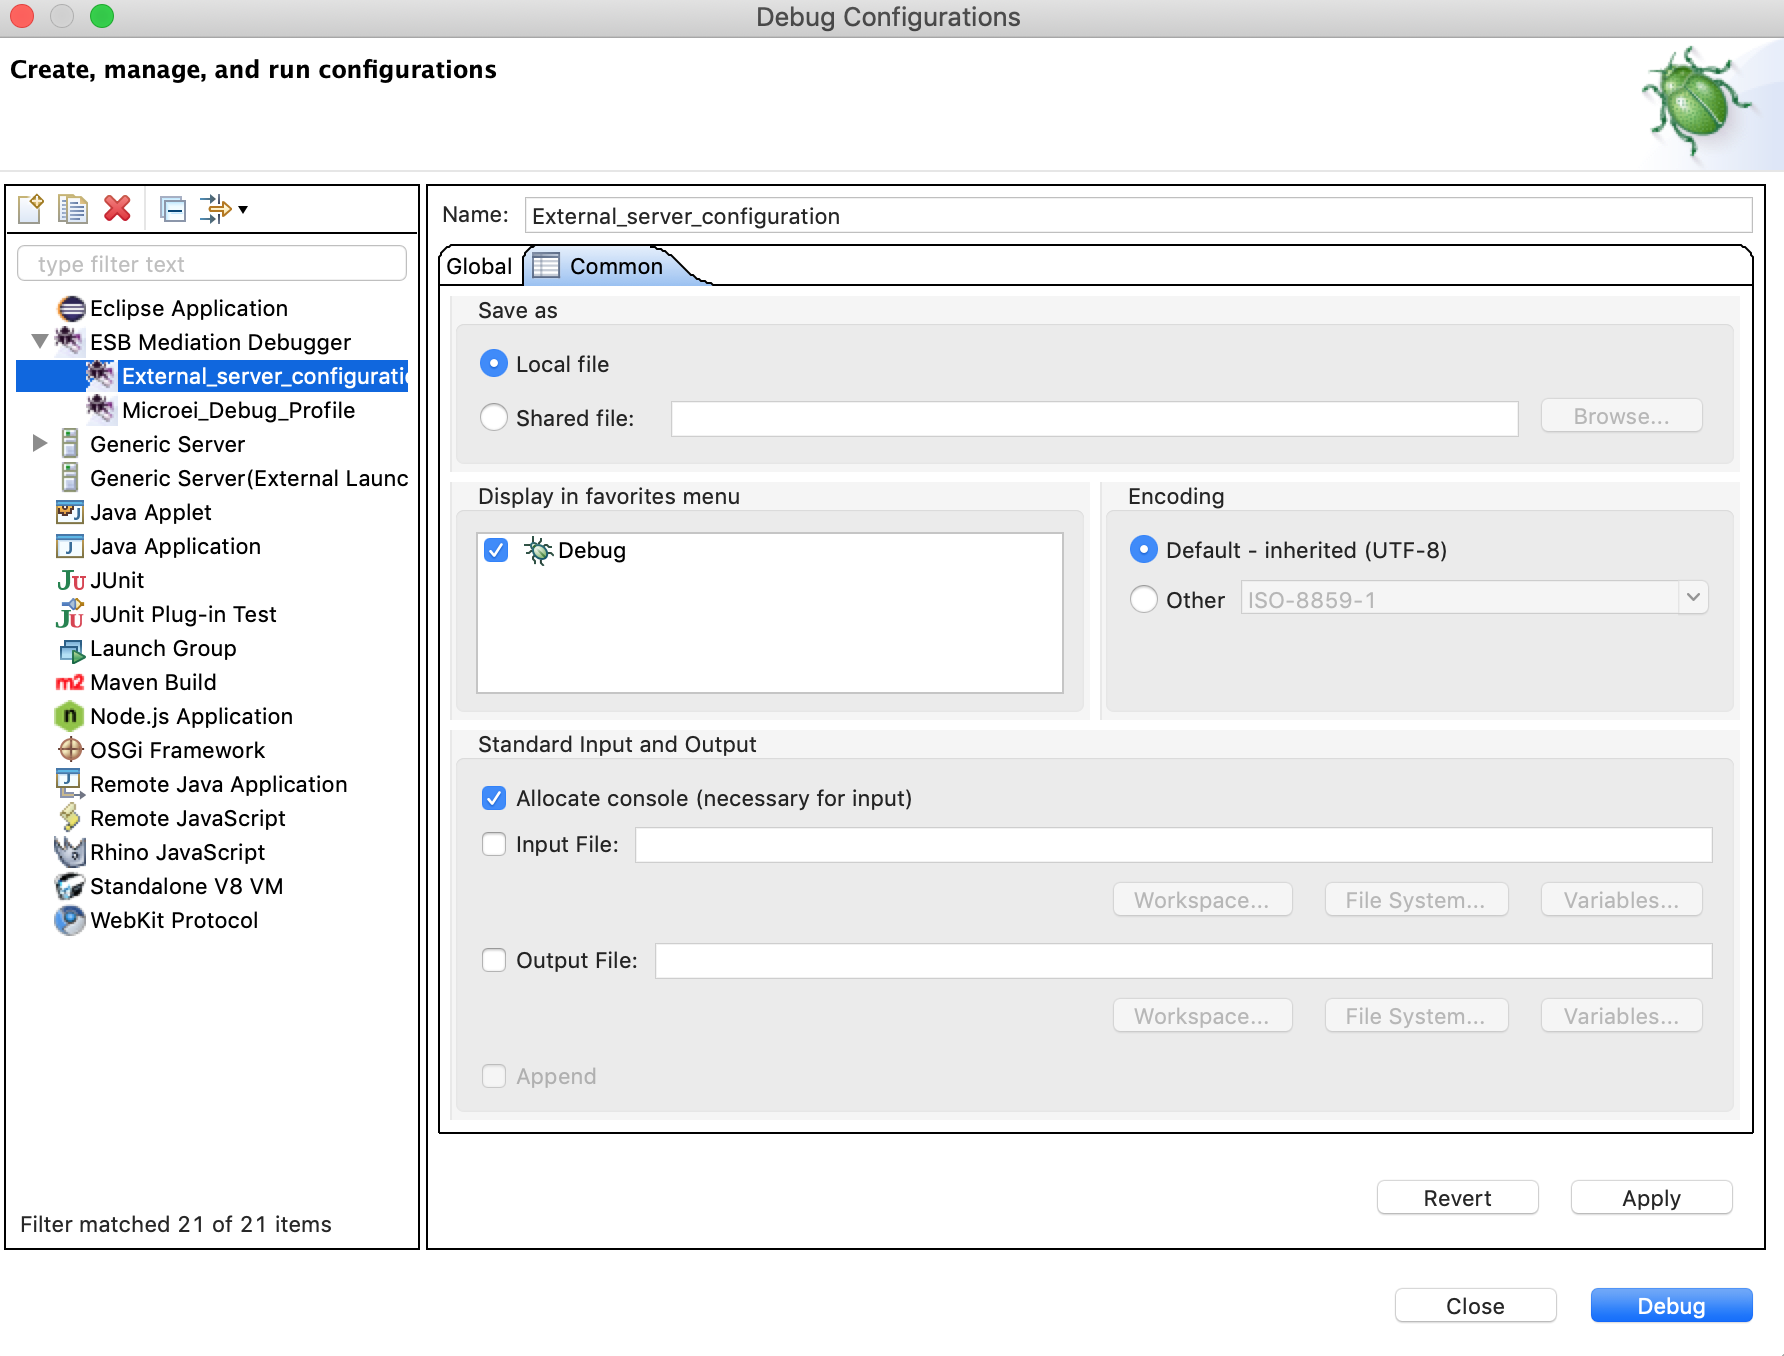 Debug Configurations
Create, manage, and run configurations
type filter text
Eclipse Application
ESB Mediation Debugger
External_server_configuratio
Microei_Debug_Profile
Generic Server
Generic Server(External Launc
Java Applet
Java Application
JUnit
JUnit Plug-in Test
Launch Group
Maven Build
Node.js Application
OSGi Framework
Remote Java Application
Remote JavaScript
Rhino JavaScript
Standalone V8 VM
WebKit Protocol
Filter matched 21 of 21 items
Name: External_server_configuration
Global Common
Save as
Local file
Shared file: Browse...
Display in favorites menu
Debug
Encoding
Default - inherited (UTF-8)
Other ISO-8859-1
Standard Input and Output
Allocate console (necessary for input)
Input File:
Workspace... File System... Variables...
Output File:
Workspace... File System... Variables...
Append
Revert Apply
Close Debug